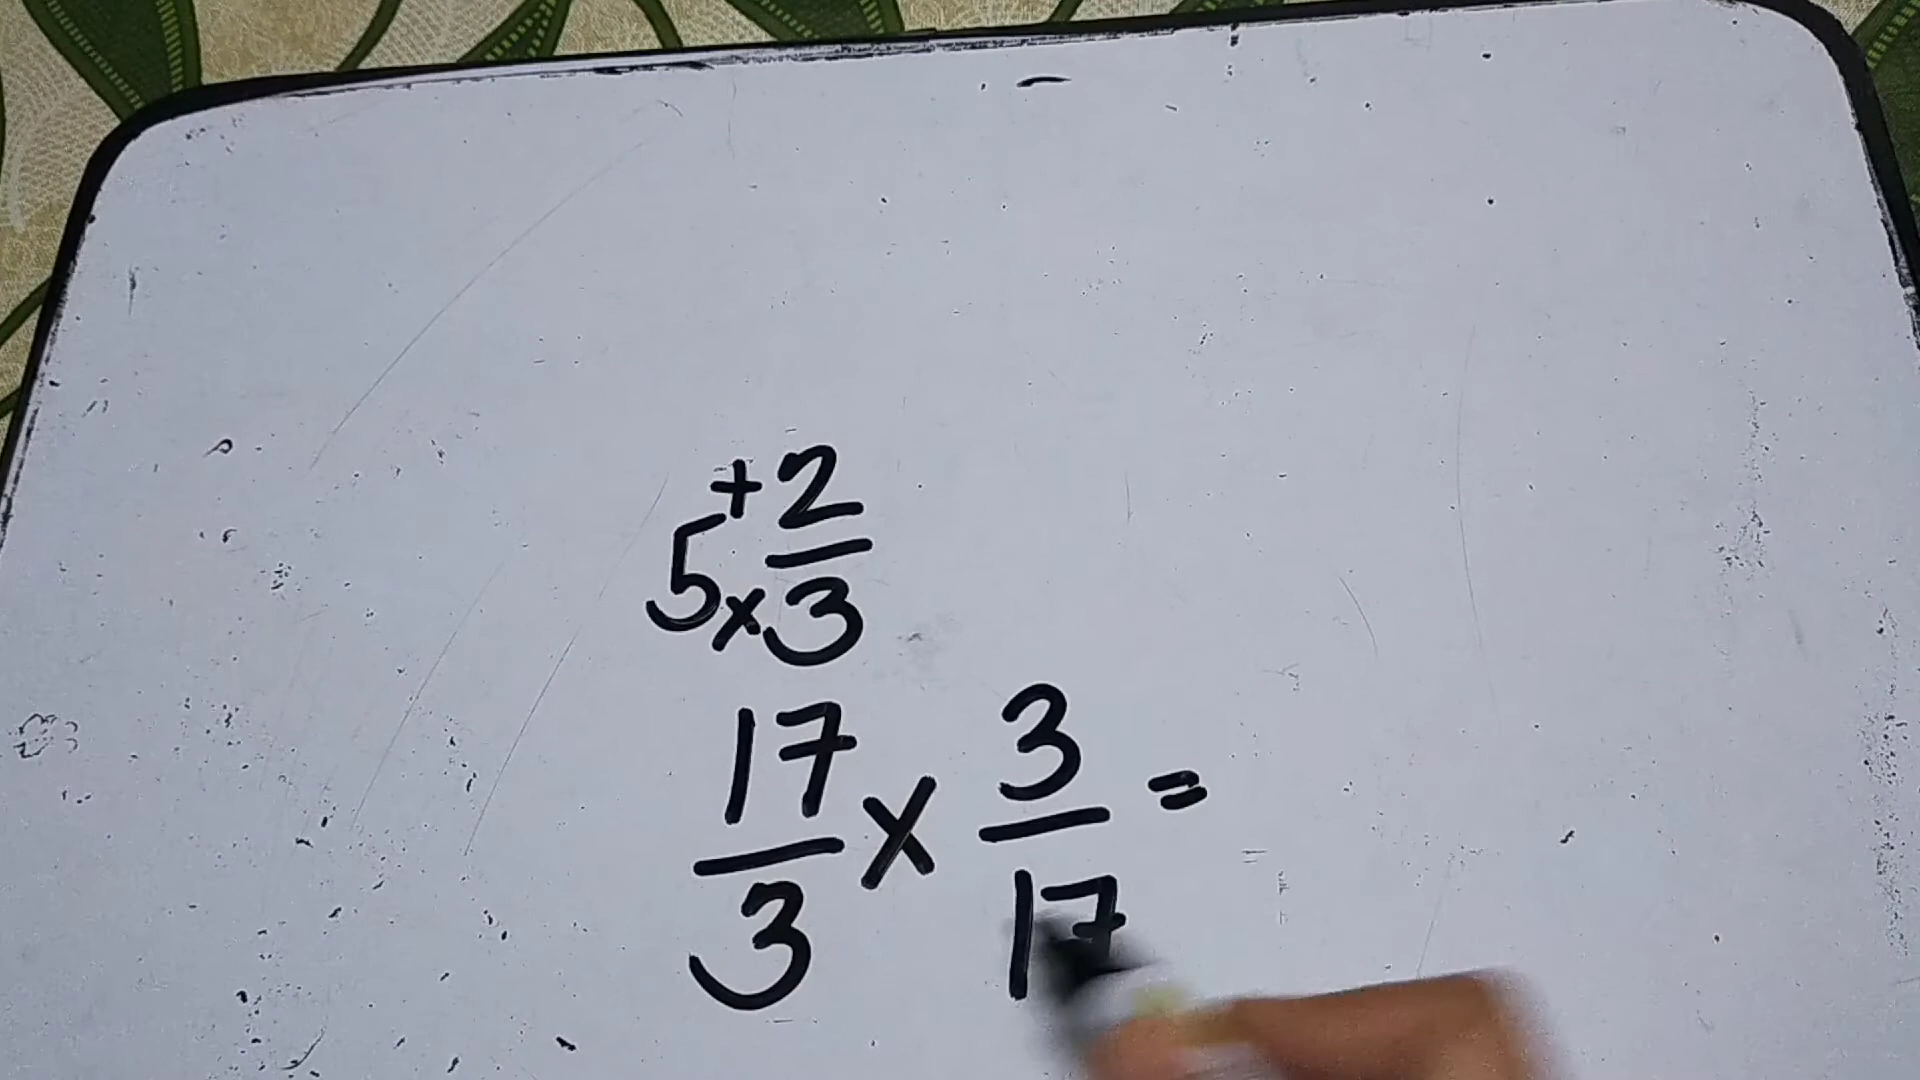 5 +2/×3
17/3 × 3/17 =